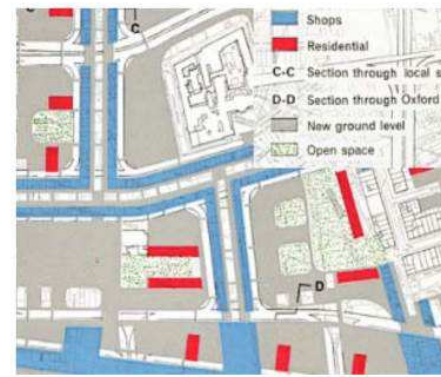 C
C
Shops
Residential
C-C Section through local s
D-D Section through Oxford
New ground level
Open space
D